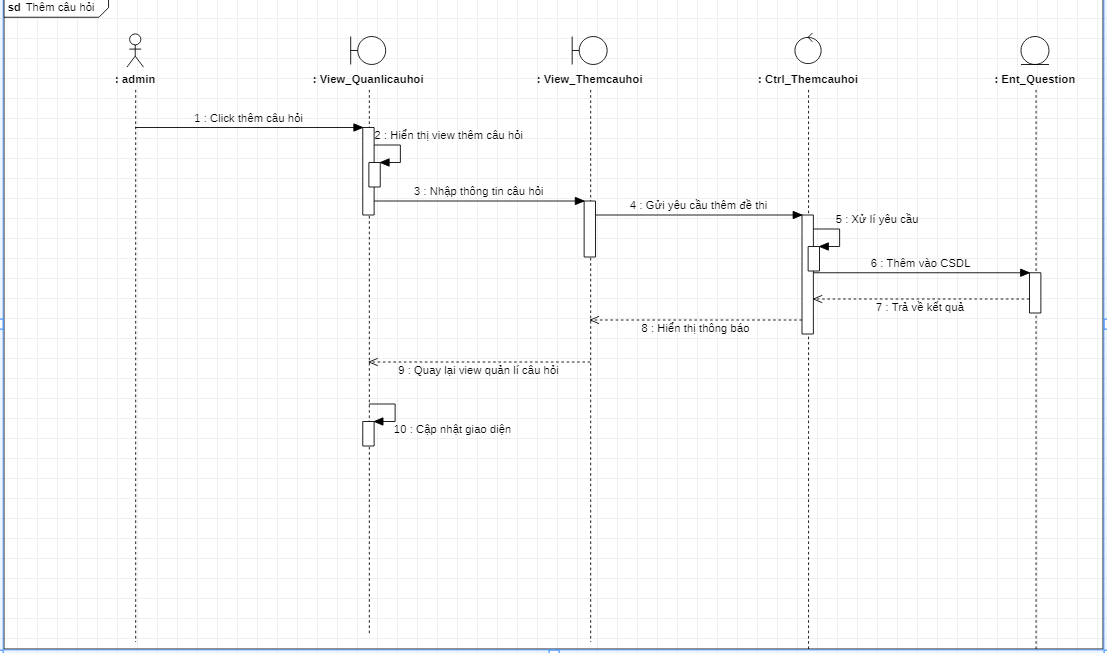 sd Thêm câu hỏi
: admin
: View_Quanlicauhoi
: View_Themcauhoi
: Ctrl_Themcauhoi
: Ent_Question
1 : Click thêm câu hỏi
2 : Hiển thị view thêm câu hỏi
3 : Nhập thông tin câu hỏi
4 : Gửi yêu cầu thêm đề thi
5 : Xử lí yêu cầu
6 : Thêm vào CSDL
7 : Trả về kết quả
8 : Hiển thị thông báo
9 : Quay lại view quản lí câu hỏi
10 : Cập nhật giao diện